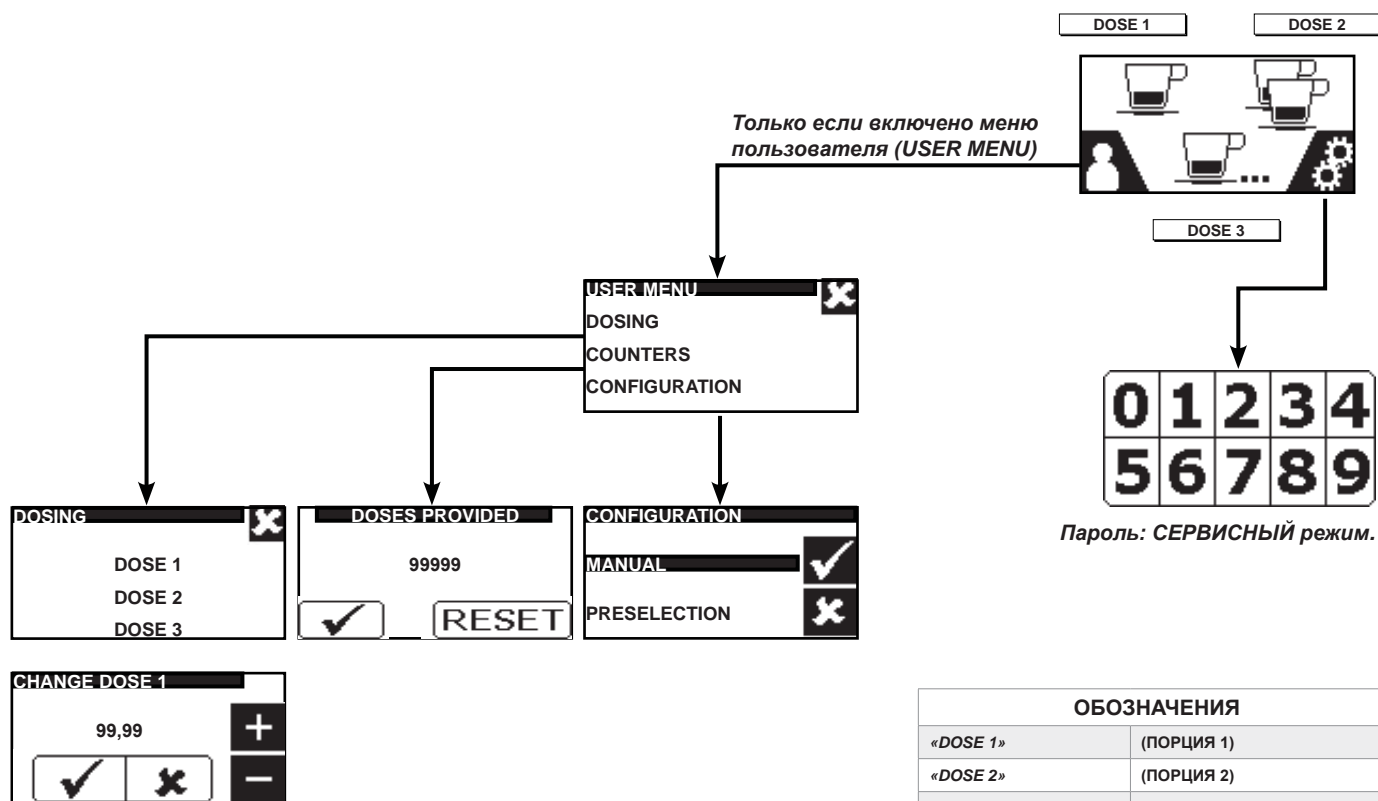 DOSE 1
DOSE 2
Только если включено меню
пользователя (USER MENU)
DOSE 3
USER MENU
DOSING
COUNTERS
CONFIGURATION
0 1 2 3 4
5 6 7 8 9
Пароль: СЕРВИСНЫЙ режим.
DOSING
DOSE 1
DOSE 2
DOSE 3
DOSES PROVIDED
99999
RESET
CONFIGURATION
MANUAL
PRESELECTION
CHANGE DOSE 1
99,99
+
−
ОБОЗНАЧЕНИЯ
«DOSE 1» (ПОРЦИЯ 1)
«DOSE 2» (ПОРЦИЯ 2)